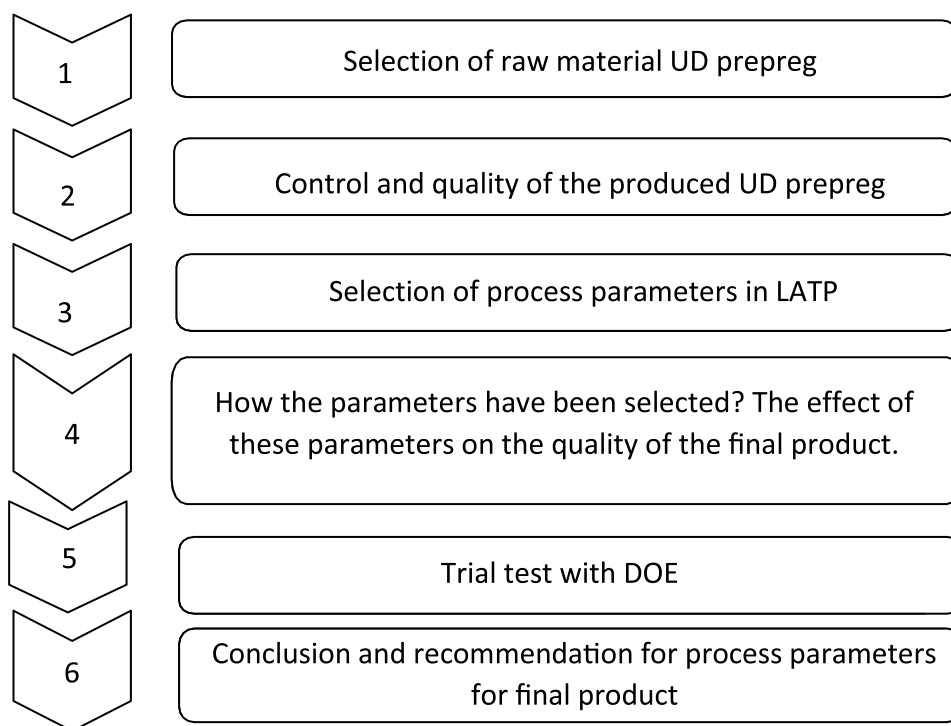 1
Selection of raw material UD prepreg
2
Control and quality of the produced UD prepreg
3
Selection of process parameters in LATP
4
How the parameters have been selected? The effect of
these parameters on the quality of the final product.
5
Trial test with DOE
6
Conclusion and recommendation for process parameters
for final product